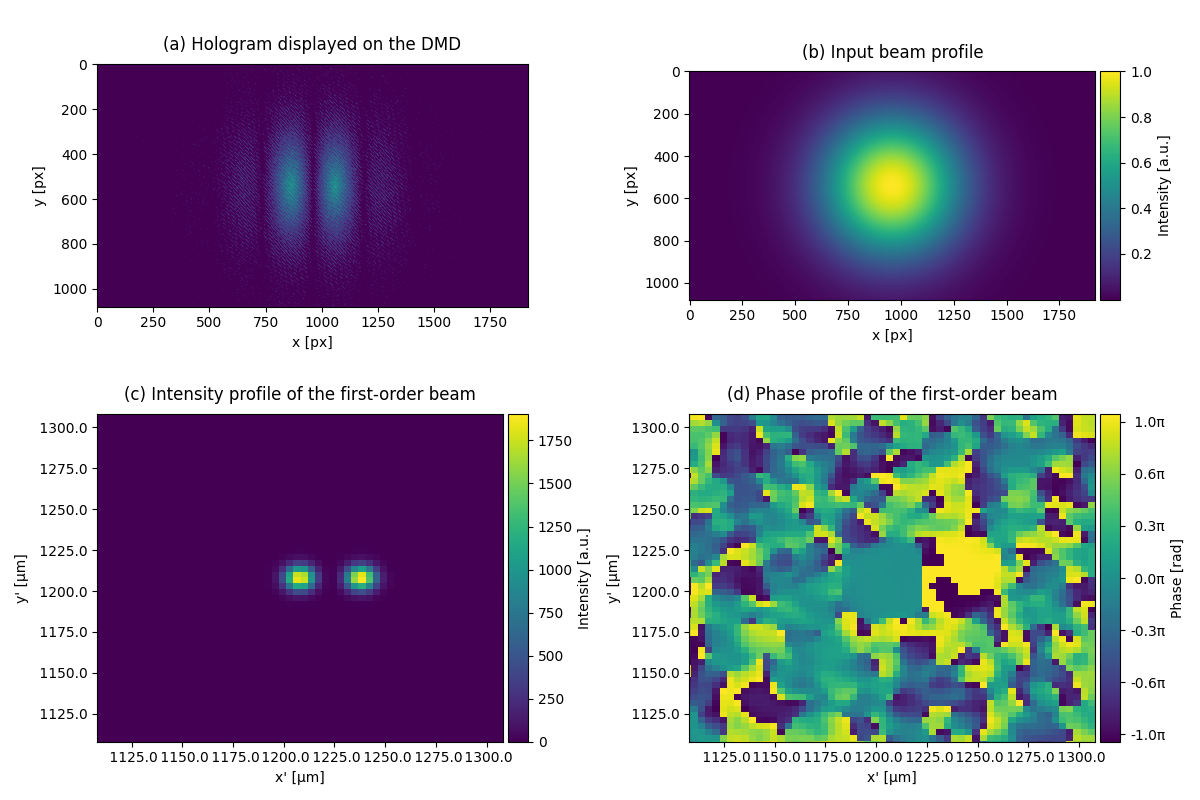 (a) Hologram displayed on the DMD
0
200
400
600
800
1000
y [px]
0 250 500 750 1000 1250 1500 1750
x [px]
(b) Input beam profile
0
200
400
600
800
1000
y [px]
0 250 500 750 1000 1250 1500 1750
x [px]
1.0
0.8
0.6
0.4
0.2
Intensity [a.u.]
(c) Intensity profile of the first-order beam
1300.0
1275.0
1250.0
1225.0
1200.0
1175.0
1150.0
1125.0
y' [µm]
1125.0 1150.0 1175.0 1200.0 1225.0 1250.0 1275.0 1300.0
x' [µm]
1750
1500
1250
1000
750
500
250
0
Intensity [a.u.]
(d) Phase profile of the first-order beam
1300.0
1275.0
1250.0
1225.0
1200.0
1175.0
1150.0
1125.0
y' [µm]
1125.0 1150.0 1175.0 1200.0 1225.0 1250.0 1275.0 1300.0
x' [µm]
1.0π
0.6π
0.3π
0.0π
-0.3π
-0.6π
-1.0π
Phase [rad]